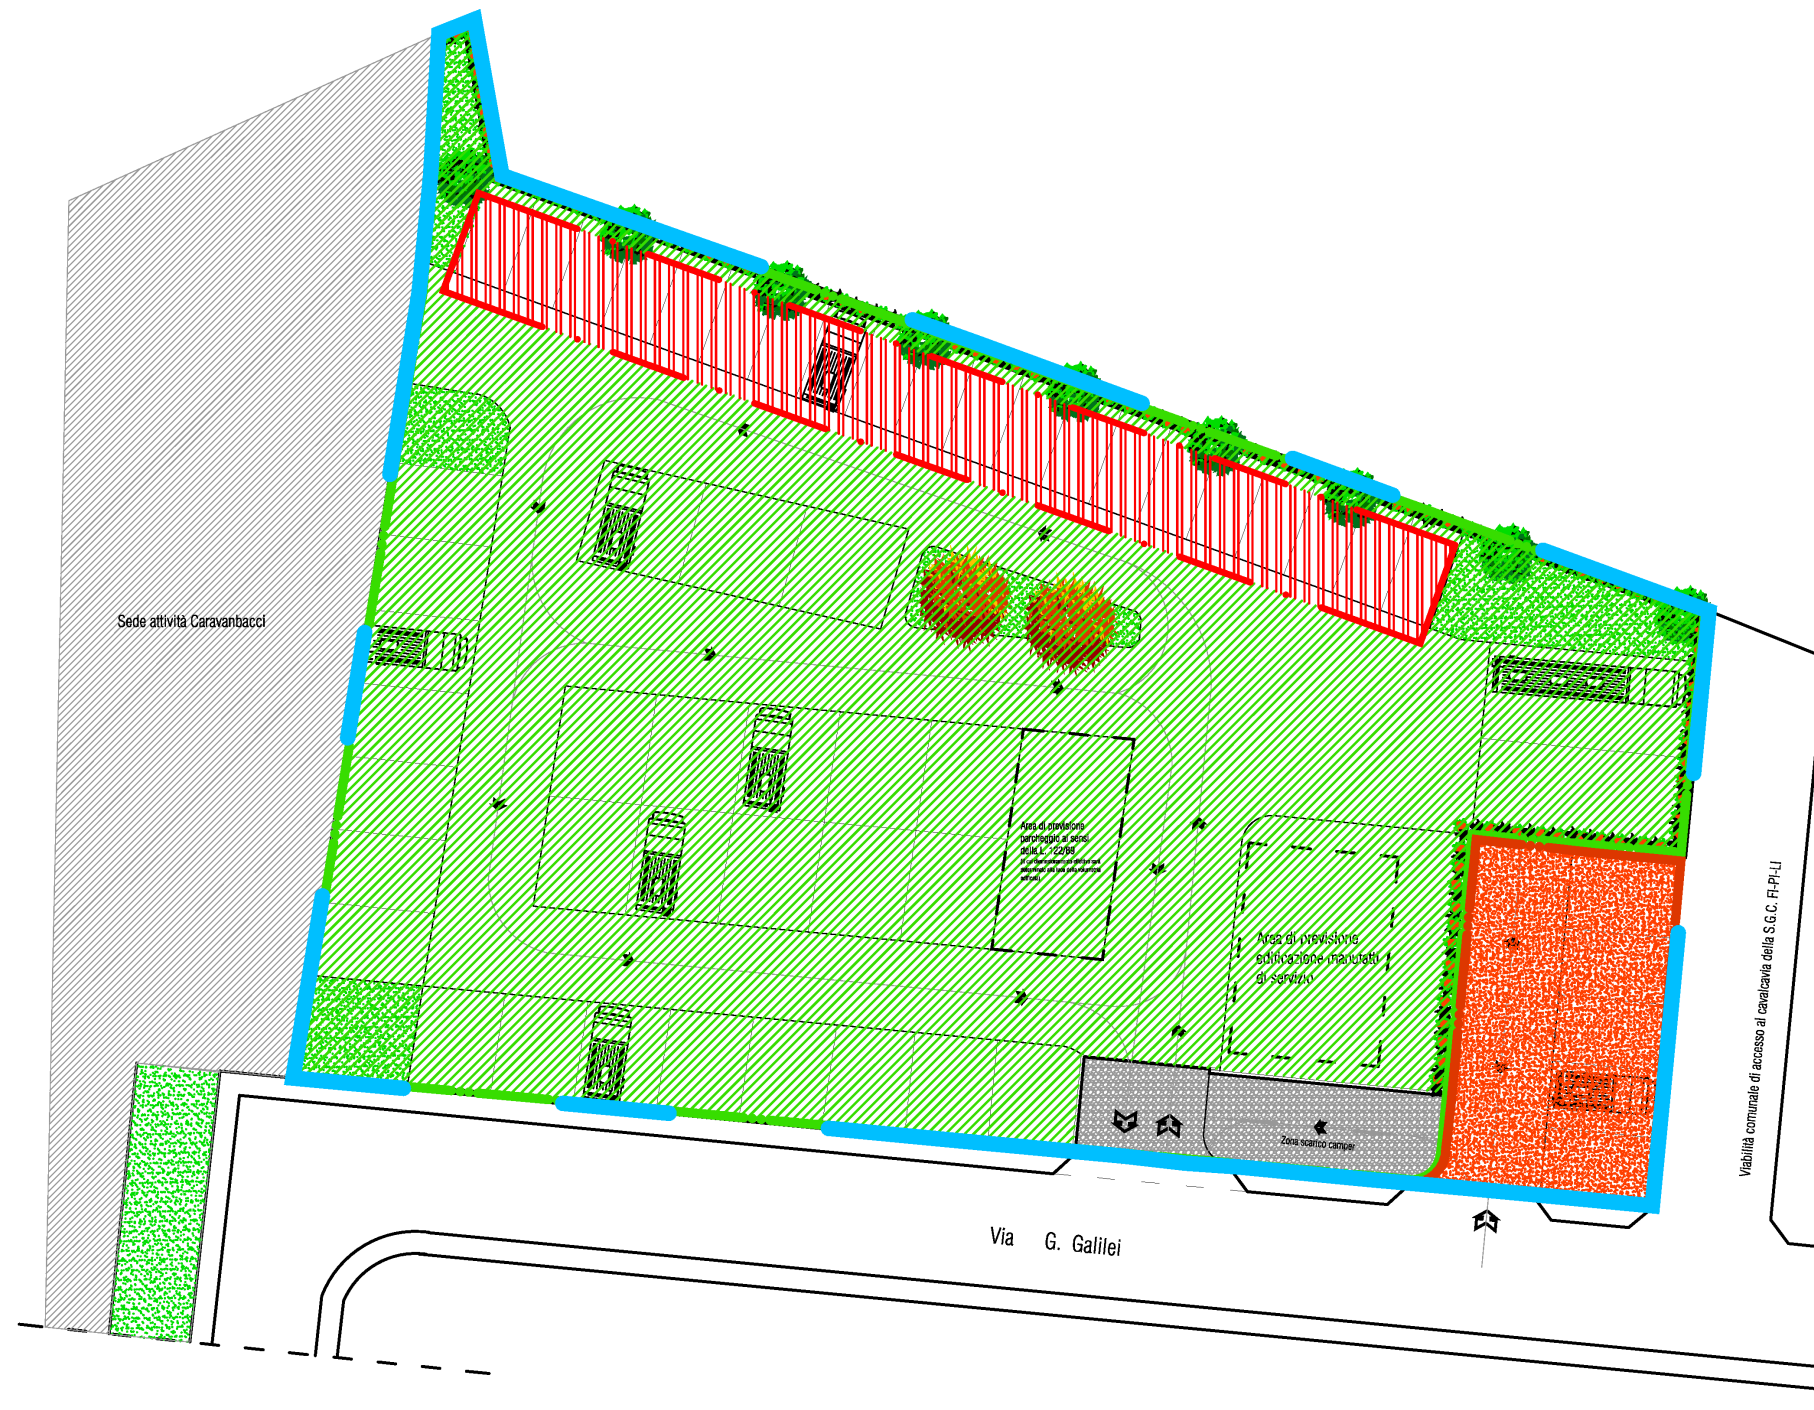 Sede attività Caravanbacci
Area di previsione
parcheggio ai sensi
della L. 122/89
Area di previsione
edificazione manufatti
di servizio
Zona scarico camper
Via G. Galilei
Viabilità comunale di accesso al cavalcavia della S.G.C. FI-PI-LI